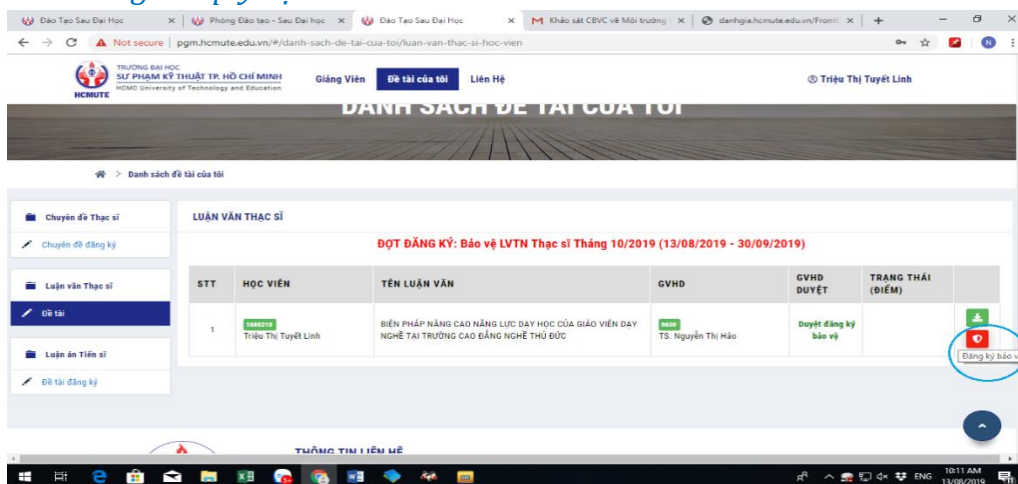 Đào Tạo Sau Đại Học
Phòng Đào tạo - Sau Đại học
Đào Tạo Sau Đại Học
Khảo sát CBVC về Môi trường
danhgia.hcmute.edu.vn/Fronti
Not secure
pgm.hcmute.edu.vn/#/danh-sach-de-tai-cua-toi/luan-van-thac-si-hoc-vien
N
TRƯỜNG ĐẠI HỌC
SƯ PHẠM KỸ THUẬT TP. HỒ CHÍ MINH
HCMC University of Technology and Education
HCMUTE
Giảng Viên
Đề tài của tôi
Liên Hệ
Triệu Thị Tuyết Linh
DANH SÁCH ĐỀ TÀI CỦA TÔI
> Danh sách đề tài của tôi
Chuyên đề Thạc sĩ
Chuyên đề đăng ký
Luận văn Thạc sĩ
Đề tài
Luận án Tiến sĩ
Đề tài đăng ký
LUẬN VĂN THẠC SĨ
ĐỢT ĐĂNG KÝ: Bảo vệ LVTN Thạc sĩ Tháng 10/2019 (13/08/2019 - 30/09/2019)
STT HỌC VIÊN TÊN LUẬN VĂN GVHD GVHD DUYỆT TRẠNG THÁI (ĐIỂM)
1
Triệu Thị Tuyết Linh
BIỆN PHÁP NÂNG CAO NĂNG LỰC DẠY HỌC CỦA GIÁO VIÊN DẠY
NGHỀ TẠI TRƯỜNG CAO ĐẲNG NGHỀ THỦ ĐỨC
TS. Nguyễn Thị Hảo
Duyệt đăng ký
bảo vệ
Đăng ký bảo v
THÔNG TIN LIÊN HỆ
ENG
10:11 AM
13/08/2019